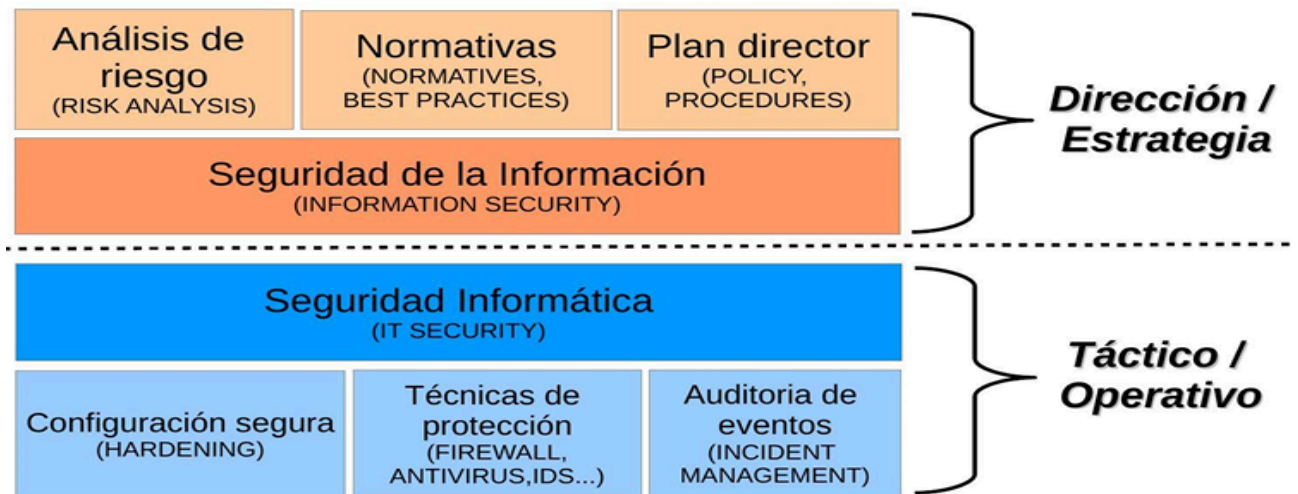 Análisis de
riesgo
(RISK ANALYSIS)
Normativas
(NORMATIVES,
BEST PRACTICES)
Plan director
(POLICY,
PROCEDURES)
Dirección /
Estrategia
Seguridad de la Información
(INFORMATION SECURITY)
Seguridad Informática
(IT SECURITY)
Táctico /
Operativo
Configuración segura
(HARDENING)
Técnicas de
protección
(FIREWALL,
ANTIVIRUS,IDS...)
Auditoria de
eventos
(INCIDENT
MANAGEMENT)